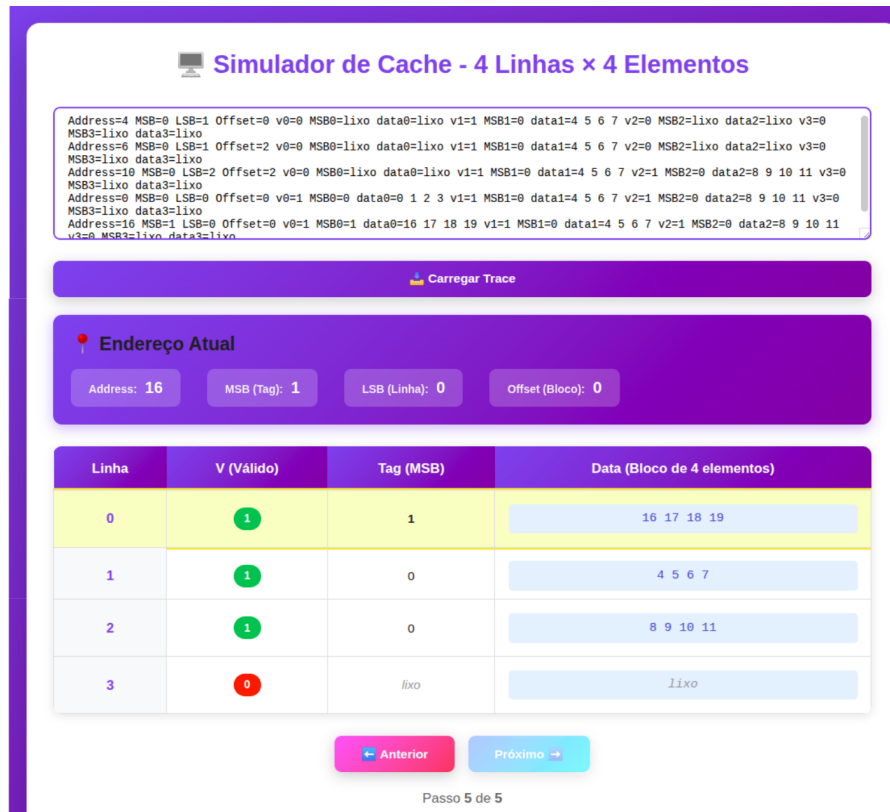 Simulador de Cache - 4 Linhas × 4 Elementos
Address=4 MSB=0 LSB=1 Offset=0 v0=0 MSB0=lixo data0=lixo v1=1 MSB1=0 data1=4 5 6 7 v2=0 MSB2=lixo data2=lixo v3=0
MSB3=lixo data3=lixo
Address=6 MSB=0 LSB=1 Offset=2 v0=0 MSB0=lixo data0=lixo v1=1 MSB1=0 data1=4 5 6 7 v2=0 MSB2=lixo data2=lixo v3=0
MSB3=lixo data3=lixo
Address=10 MSB=0 LSB=2 Offset=2 v0=0 MSB0=lixo data0=lixo v1=1 MSB1=0 data1=4 5 6 7 v2=1 MSB2=0 data2=8 9 10 11 v3=0
MSB3=lixo data3=lixo
Address=0 MSB=0 LSB=0 Offset=0 v0=1 MSB0=0 data0=0 1 2 3 v1=1 MSB1=0 data1=4 5 6 7 v2=1 MSB2=0 data2=8 9 10 11 v3=0
MSB3=lixo data3=lixo
Address=16 MSB=1 LSB=0 Offset=0 v0=1 MSB0=1 data0=16 17 18 19 v1=1 MSB1=0 data1=4 5 6 7 v2=1 MSB2=0 data2=8 9 10 11
v3=0 MSB3=lixo data3=lixo
Carregar Trace
Endereço Atual
Address: 16 MSB (Tag): 1 LSB (Linha): 0 Offset (Bloco): 0
Linha V (Válido) Tag (MSB) Data (Bloco de 4 elementos)
0 1 1 16 17 18 19
1 1 0 4 5 6 7
2 1 0 8 9 10 11
3 0 lixo lixo
Anterior Próximo
Passo 5 de 5